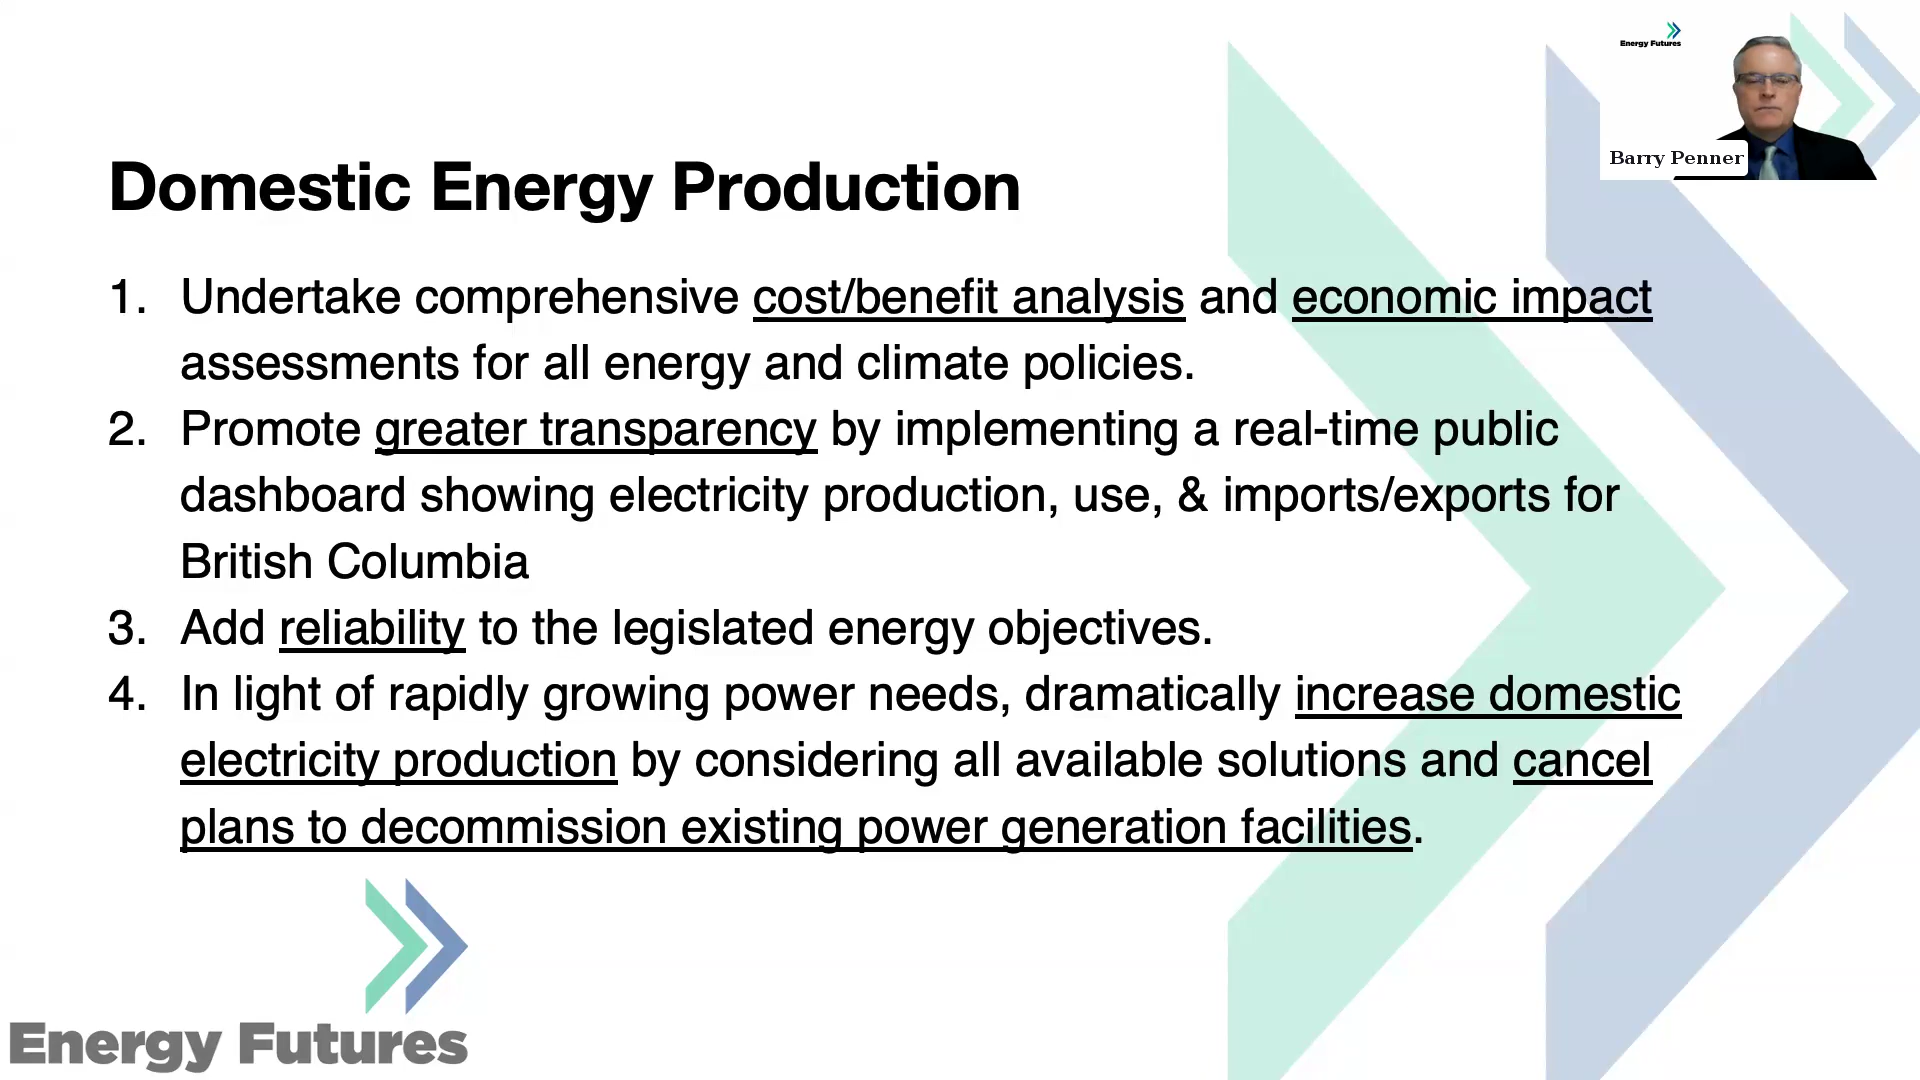 Energy Futures
Barry Penner
Domestic Energy Production
1. Undertake comprehensive cost/benefit analysis and economic impact
assessments for all energy and climate policies.
2. Promote greater transparency by implementing a real-time public
dashboard showing electricity production, use, & imports/exports for
British Columbia
3. Add reliability to the legislated energy objectives.
4. In light of rapidly growing power needs, dramatically increase domestic
electricity production by considering all available solutions and cancel
plans to decommission existing power generation facilities.
Energy Futures